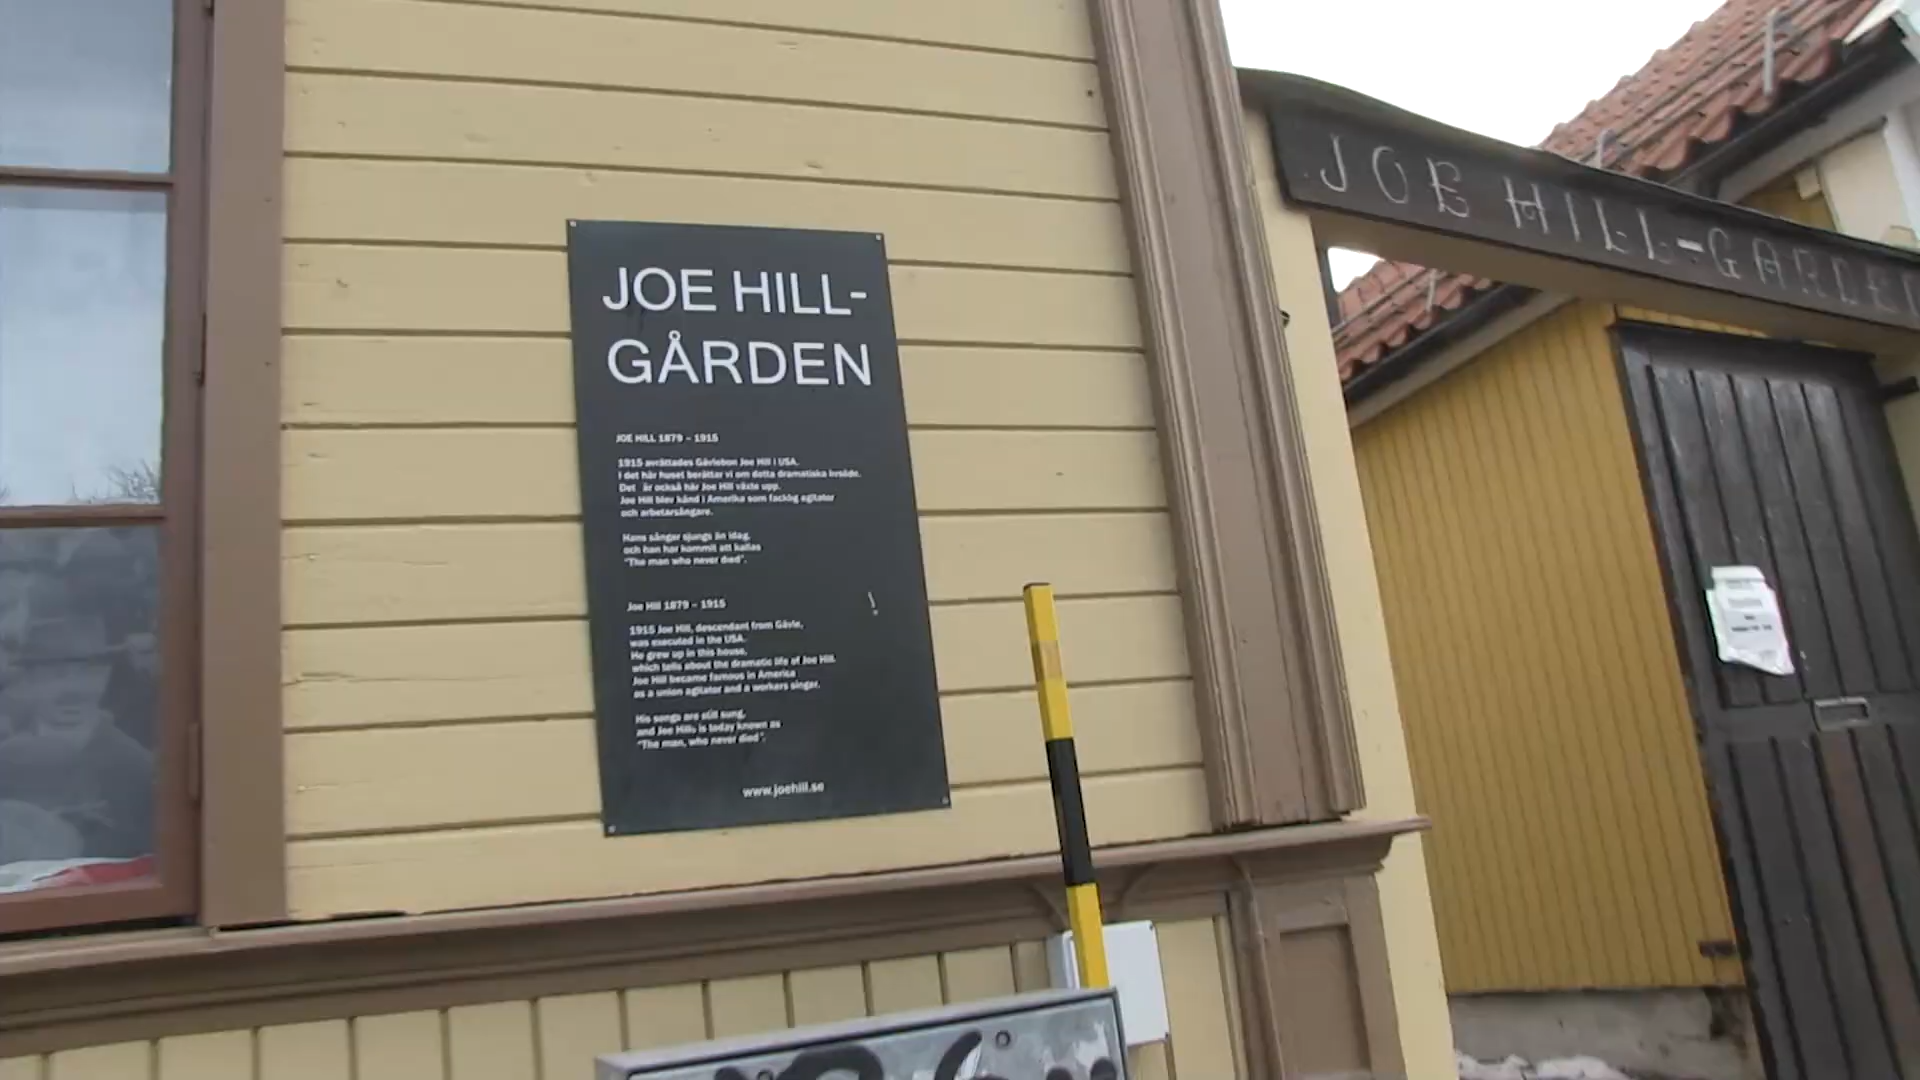 JOE HILL-
GÅRDEN
JOE HILL 1879 – 1915
1915 avrättades Gävlebon Joe Hill i USA.
I det här huset berättar vi om detta dramatiska livsöde.
Det är också här Joe Hill växte upp.
Joe Hill blev känd i Amerika som facklig agitator
och arbetarsångare.
Hans sånger sjungs än idag,
och han har kommit att kallas
"The man who never died".
Joe Hill 1879 – 1915
1915 Joe Hill, descendant from Gävle,
was executed in the USA.
He grew up in this house,
which tells about the dramatic life of Joe Hill.
Joe Hill became famous in America
as a union agitator and a workers singer.
His songs are still sung,
and Joe Hills is today known as
"The man, who never died".
www.joehill.se
JOE HILL-GÅRDEN